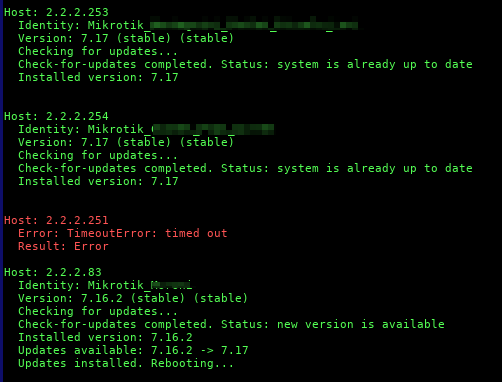 Host: 2.2.2.253
Identity: Mikrotik_
Version: 7.17 (stable) (stable)
Checking for updates...
Check-for-updates completed. Status: system is already up to date
Installed version: 7.17
Host: 2.2.2.254
Identity: Mikrotik_
Version: 7.17 (stable) (stable)
Checking for updates...
Check-for-updates completed. Status: system is already up to date
Installed version: 7.17
Host: 2.2.2.251
Error: TimeoutError: timed out
Result: Error
Host: 2.2.2.83
Identity: Mikrotik_
Version: 7.16.2 (stable) (stable)
Checking for updates...
Check-for-updates completed. Status: new version is available
Installed version: 7.16.2
Updates available: 7.16.2 -> 7.17
Updates installed. Rebooting...